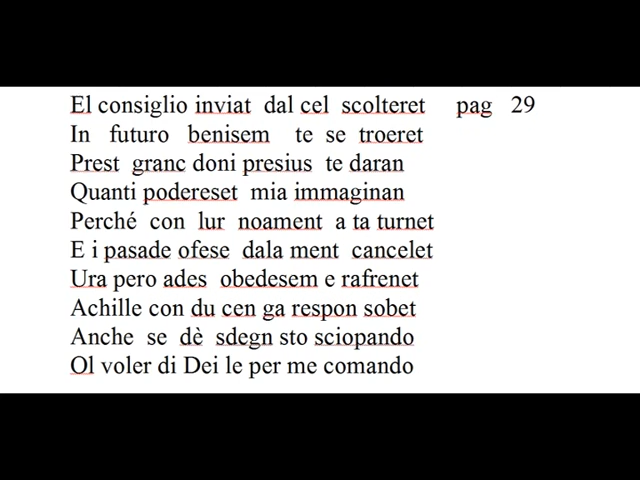 El consiglio inviat dal cel scolteret pag 29
In futuro benisem te se troeret
Prest granc doni presius te daran
Quanti podereset mia immaginan
Perché con lur noament a ta turnet
E i pasade ofese dala ment cancelet
Ura pero ades obedesem e rafrenet
Achille con du cen ga respon sobet
Anche se dè sdegn sto sciopando
Ol voler di Dei le per me comando